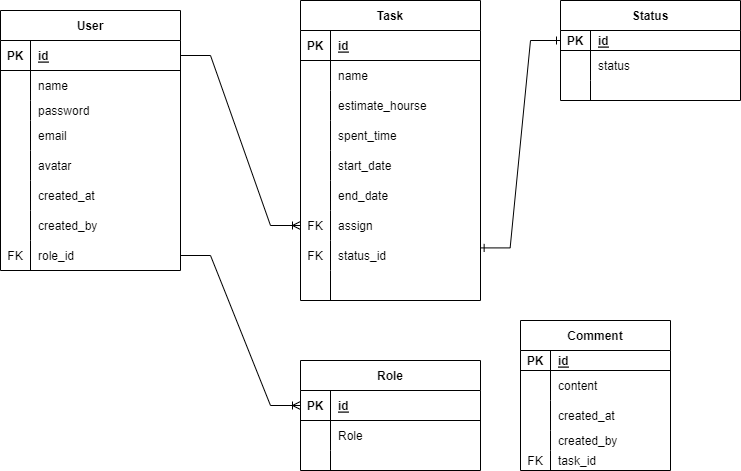 User
PK id
name
password
email
avatar
created_at
created_by
FK role_id
Task
PK id
name
estimate_hourse
spent_time
start_date
end_date
FK assign
FK status_id
Status
PK id
status
Role
PK id
Role
Comment
PK id
content
created_at
created_by
FK task_id